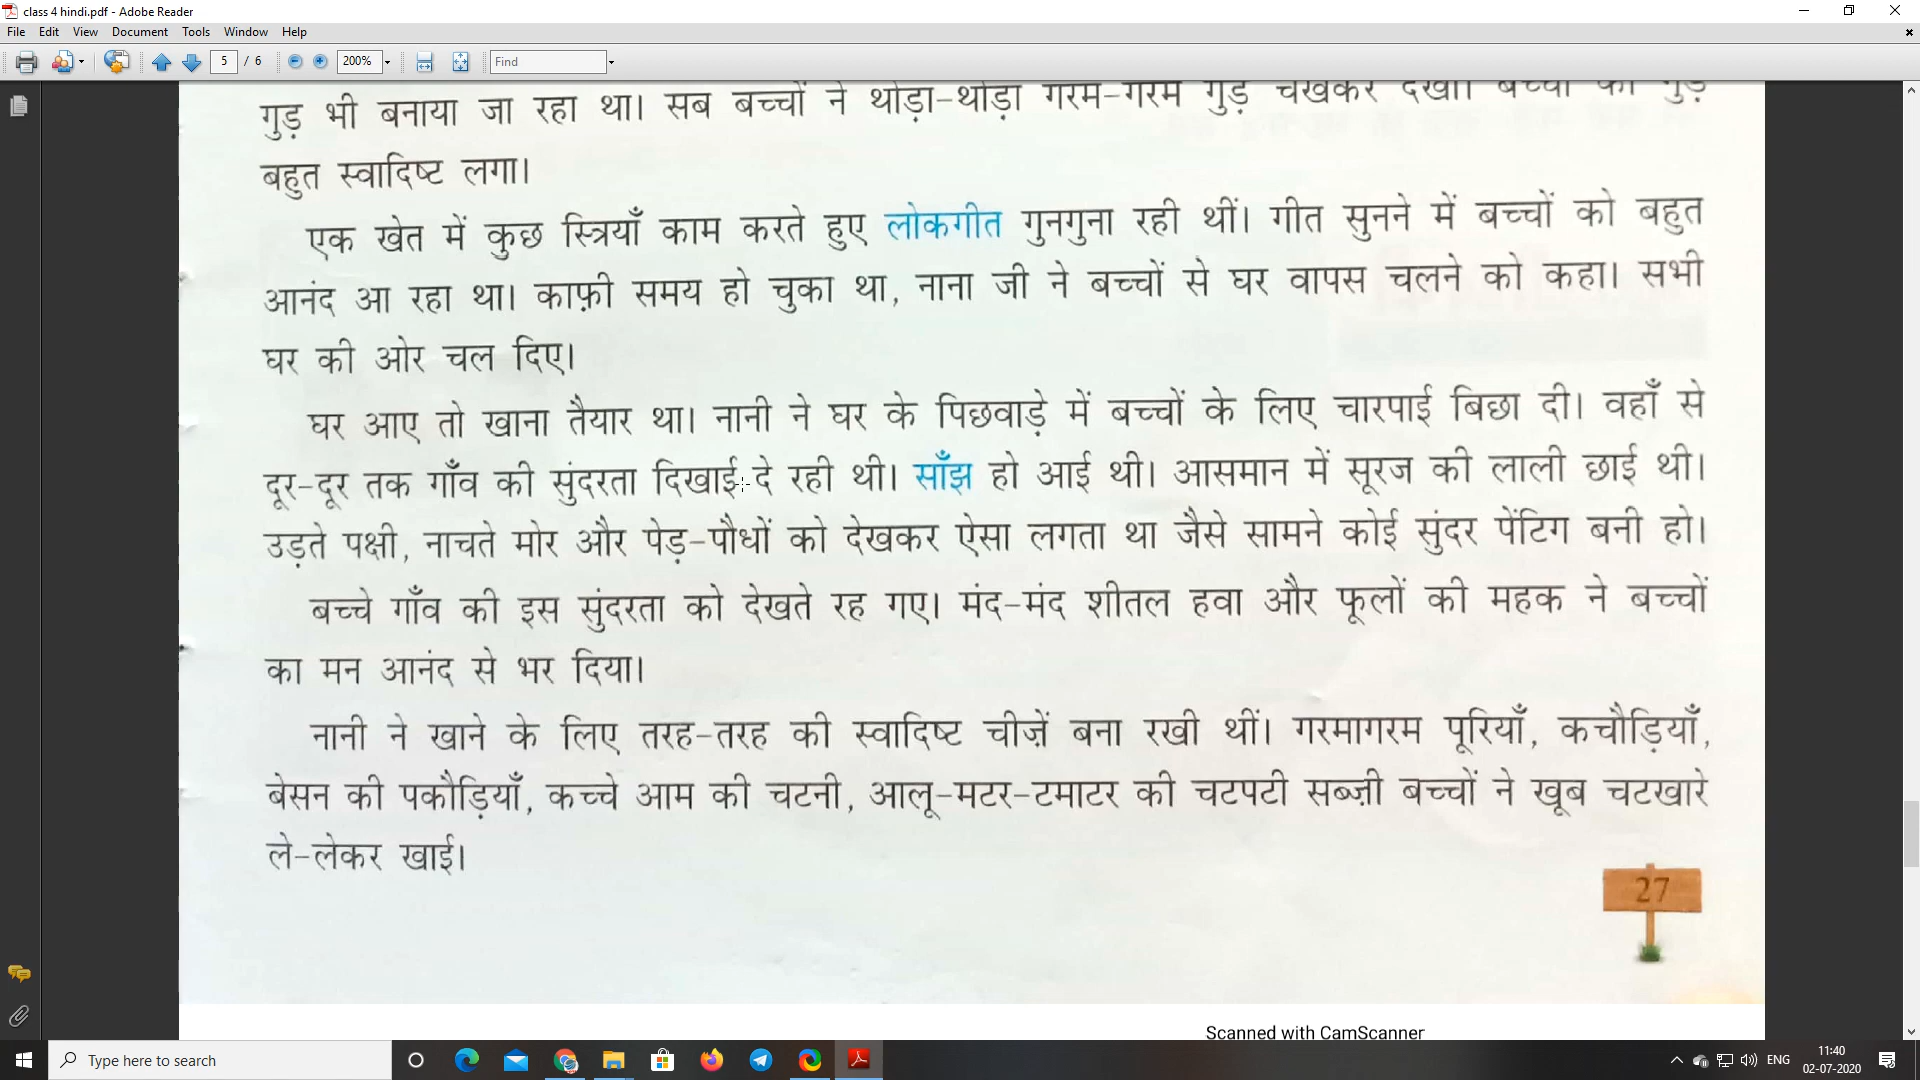 class 4 hindi.pdf - Adobe Reader
File Edit View Document Tools Window Help
5 / 6 200% Find
गुड़ भी बनाया जा रहा था। सब बच्चों ने थोड़ा-थोड़ा गरम-गरम गुड़ चखकर देखा। बच्चों को गुड़
बहुत स्वादिष्ट लगा।
एक खेत में कुछ स्त्रियाँ काम करते हुए लोकगीत गुनगुना रही थीं। गीत सुनने में बच्चों को बहुत
आनंद आ रहा था। काफ़ी समय हो चुका था, नाना जी ने बच्चों से घर वापस चलने को कहा। सभी
घर की ओर चल दिए।
घर आए तो खाना तैयार था। नानी ने घर के पिछवाड़े में बच्चों के लिए चारपाई बिछा दी। वहाँ से
दूर-दूर तक गाँव की सुंदरता दिखाई दे रही थी। साँझ हो आई थी। आसमान में सूरज की लाली छाई थी।
उड़ते पक्षी, नाचते मोर और पेड़-पौधों को देखकर ऐसा लगता था जैसे सामने कोई सुंदर पेंटिग बनी हो।
बच्चे गाँव की इस सुंदरता को देखते रह गए। मंद-मंद शीतल हवा और फूलों की महक ने बच्चों
का मन आनंद से भर दिया।
नानी ने खाने के लिए तरह-तरह की स्वादिष्ट चीज़ें बना रखी थीं। गरमागरम पूरियाँ, कचौड़ियाँ,
बेसन की पकौड़ियाँ, कच्चे आम की चटनी, आलू-मटर-टमाटर की चटपटी सब्ज़ी बच्चों ने खूब चटखारे
ले-लेकर खाई।
27
Scanned with CamScanner
Type here to search
ENG
11:40
02-07-2020